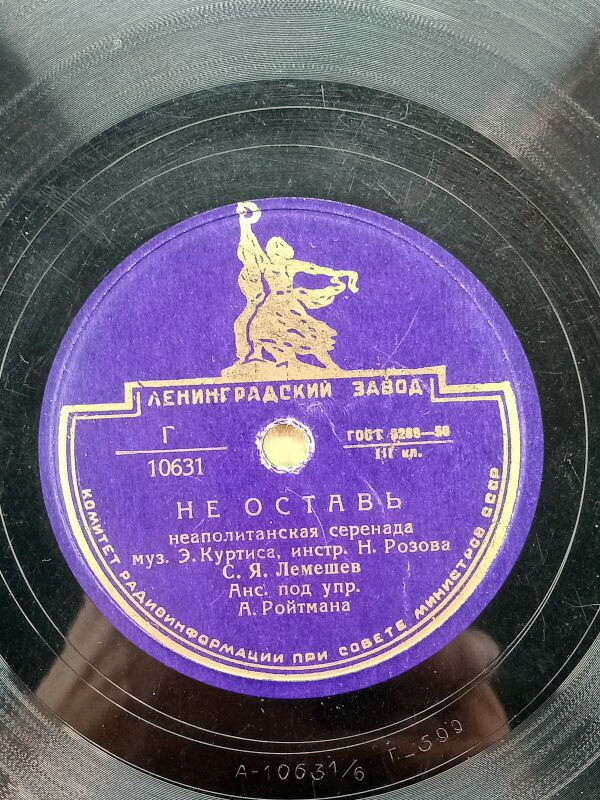 ЛЕНИНГРАДСКИЙ ЗАВОД
Г
10631
ГОСТ 5289—50
III кл.
НЕ ОСТАВЬ
неаполитанская серенада
муз. Э. Куртиса, инстр. Н. Розова
С. Я. Лемешев
Анс. под упр.
А. Ройтмана
КОМИТЕТ РАДИОИНФОРМАЦИИ ПРИ СОВЕТЕ МИНИСТРОВ СССР
А-10631/6 Г-599